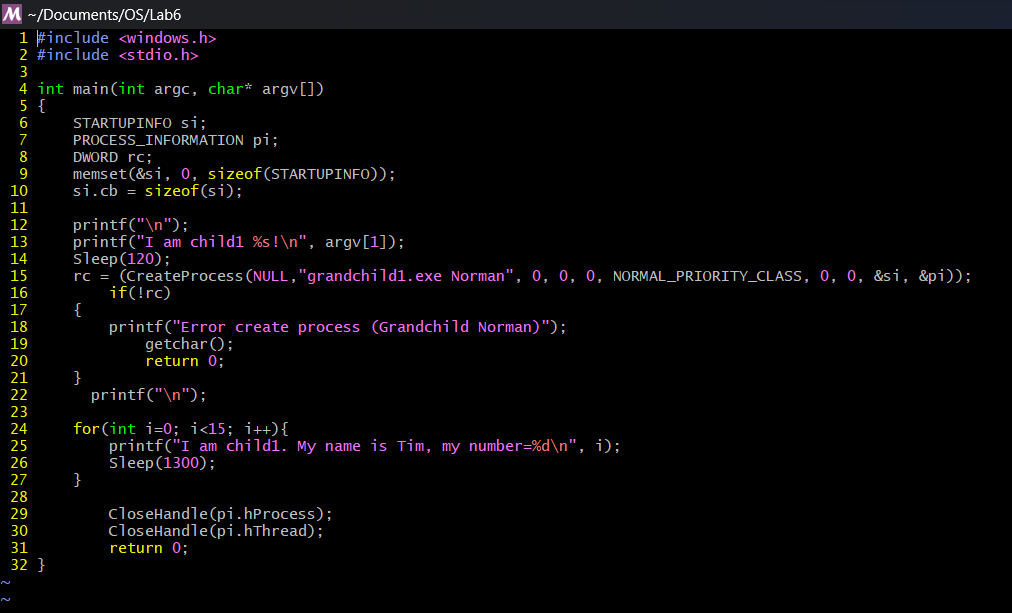 M ~/Documents/OS/Lab6
1 #include <windows.h>
2 #include <stdio.h>
3
4 int main(int argc, char* argv[])
5 {
6     STARTUPINFO si;
7     PROCESS_INFORMATION pi;
8     DWORD rc;
9     memset(&si, 0, sizeof(STARTUPINFO));
10     si.cb = sizeof(si);
11
12     printf("\n");
13     printf("I am child1 %s!\n", argv[1]);
14     Sleep(120);
15     rc = (CreateProcess(NULL,"grandchild1.exe Norman", 0, 0, 0, NORMAL_PRIORITY_CLASS, 0, 0, &si, &pi));
16         if(!rc)
17     {
18         printf("Error create process (Grandchild Norman)");
19             getchar();
20             return 0;
21     }
22       printf("\n");
23
24     for(int i=0; i<15; i++){
25         printf("I am child1. My name is Tim, my number=%d\n", i);
26         Sleep(1300);
27     }
28
29         CloseHandle(pi.hProcess);
30         CloseHandle(pi.hThread);
31         return 0;
32 }
~
~